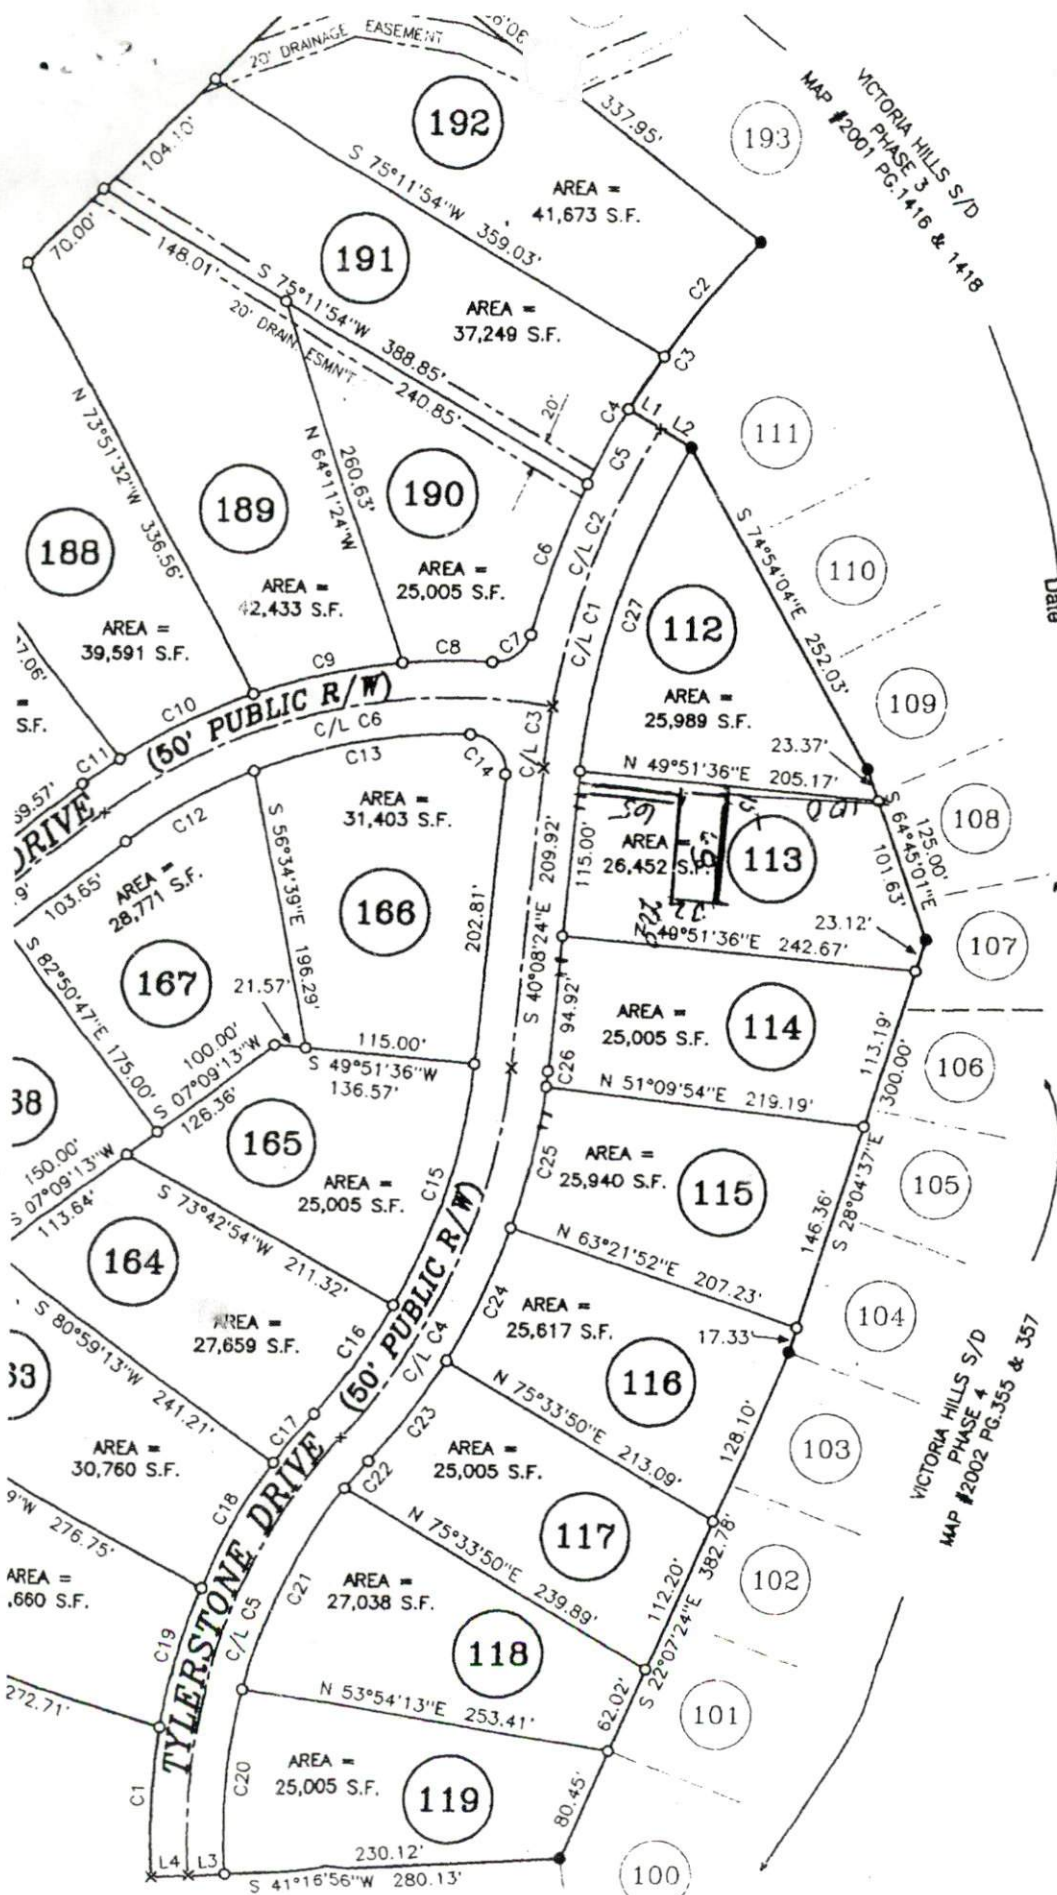 20' DRAINAGE EASEMENT
192
337.95'
193
VICTORIA HILLS S/D
PHASE 3
MAP #2001 PG.1416 & 1418
104.10'
S 75°11'54"W 359.03'
AREA =
41,673 S.F.
70.00'
148.01'
191
S 75°11'54"W 388.85'
20' DRAIN. ESMN'T
240.85'
AREA =
37,249 S.F.
C2
C3
20'
C4
L1
L2
C5
111
N 73°51'32"W 336.56'
189
N 64°11'24"W
260.63'
190
188
AREA =
42,433 S.F.
AREA =
25,005 S.F.
C6
C/L C2
S 74°54'04"E 252.03'
110
Date
AREA =
39,591 S.F.
C/L C1
C27
112
C7
C8
C9
C10
C11
S.F.
(50' PUBLIC R/W)
C/L C6
C/L C3
AREA =
25,989 S.F.
109
23.37'
C13
C14
N 49°51'36"E 205.17'
DRIVE
C12
103.65'
AREA =
31,403 S.F.
65'
15'
100
S 64°45'01"E
125.00'
101.63'
108
AREA =
28,771 S.F.
S 56°34'39"E 196.29'
166
202.81'
S 40°08'24"E 209.92'
115.00'
AREA =
26,452 S.F.
113
23.12'
107
S 82°50'47"E 175.00'
167
21.57'
N 49°51'36"E 242.67'
94.92'
AREA =
25,005 S.F.
114
100.00'
S 07°09'13"W
126.36'
115.00'
S 49°51'36"W
136.57'
C26
N 51°09'54"E 219.19'
113.19'
300.00'
106
165
150.00'
S 07°09'13"W
113.64'
AREA =
25,005 S.F.
C15
C25
AREA =
25,940 S.F.
115
105
S 28°04'37"E
146.36'
S 73°42'54"W 211.32'
164
N 63°21'52"E 207.23'
AREA =
27,659 S.F.
C16
(50' PUBLIC R/W)
C/L C4
C24
AREA =
25,617 S.F.
17.33'
104
S 80°59'13"W 241.21'
116
VICTORIA HILLS S/D
PHASE 4
MAP #2002 PG.355 & 357
AREA =
30,760 S.F.
C17
C23
N 75°33'50"E 213.09'
128.10'
103
C22
AREA =
25,005 S.F.
117
C18
276.75'
N 75°33'50"E 239.89'
112.20'
S 22°07'24"E 382.78'
102
C21
AREA =
27,038 S.F.
AREA =
,660 S.F.
C19
C/L C5
118
TYLERSTONE DRIVE
272.71'
N 53°54'13"E 253.41'
62.02'
101
C1
C20
AREA =
25,005 S.F.
119
80.45'
L4
L3
230.12'
S 41°16'56"W 280.13'
100